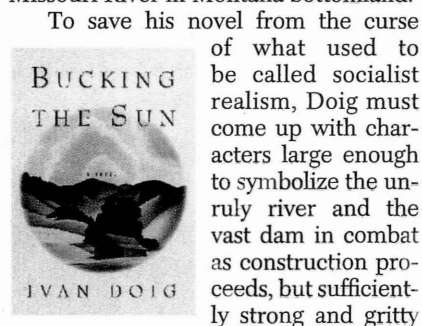 Missouri River in Montana bottomland.
To save his novel from the curse
of what used to
be called socialist
realism, Doig must
come up with char-
acters large enough
to symbolize the un-
ruly river and the
vast dam in combat
as construction pro-
ceeds, but sufficient-
ly strong and gritty
BUCKING
THE SUN
A NOVEL
IVAN DOIG